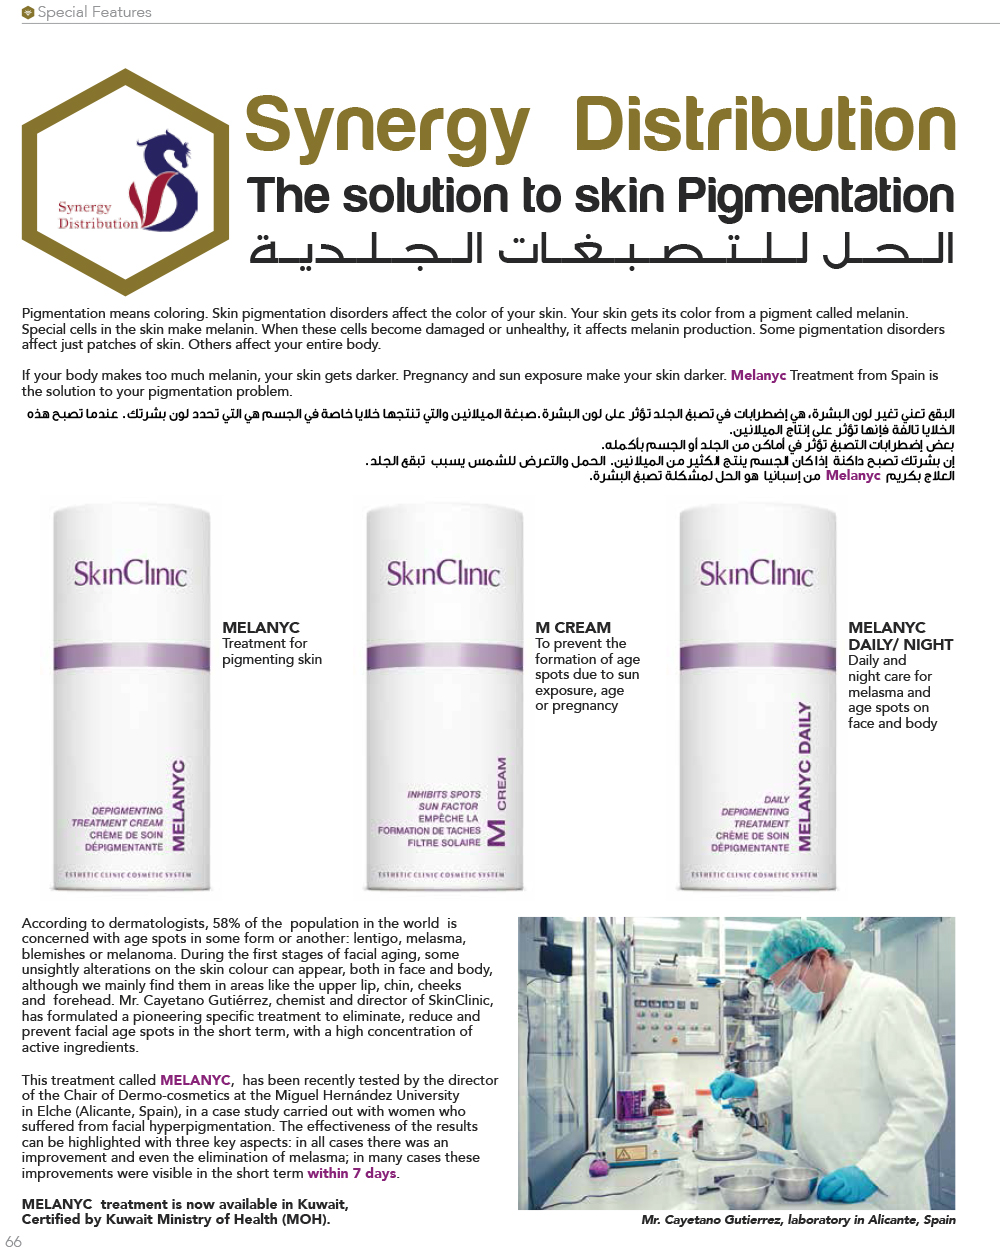 Special Features
Synergy
Distribution
Synergy Distribution
The solution to skin Pigmentation
الـحـل لـلـتـصـبـغـات الـجـلـديـة
Pigmentation means coloring. Skin pigmentation disorders affect the color of your skin. Your skin gets its color from a pigment called melanin.
Special cells in the skin make melanin. When these cells become damaged or unhealthy, it affects melanin production. Some pigmentation disorders
affect just patches of skin. Others affect your entire body.
If your body makes too much melanin, your skin gets darker. Pregnancy and sun exposure make your skin darker. Melanyc Treatment from Spain is
the solution to your pigmentation problem.
البقع تعني تغير لون البشرة، هي إضطرابات في تصبغ الجلد تؤثر على لون البشرة. صبغة الميلانين والتي تنتجها خلايا خاصة في الجسم هي التي تحدد لون بشرتك. عندما تصبح هذه
الخلايا تالفة فإنها تؤثر على إنتاج الميلانين.
بعض إضطرابات التصبغ تؤثر في أماكن من الجلد أو الجسم بأكمله.
إن بشرتك تصبح داكنة إذا كان الجسم ينتج الكثير من الميلانين. الحمل والتعرض للشمس يسبب تبقع الجلد.
العلاج بكريم Melanyc من إسبانيا هو الحل لمشكلة تصبغ البشرة.
SkinClinic
MELANYC
DEPIGMENTING
TREATMENT CREAM
CRÈME DE SOIN
DÉPIGMENTANTE
ESTHETIC CLINIC COSMETIC SYSTEM
MELANYC
Treatment for
pigmenting skin
SkinClinic
M CREAM
INHIBITS SPOTS
SUN FACTOR
EMPÊCHE LA
FORMATION DE TACHES
FILTRE SOLAIRE
ESTHETIC CLINIC COSMETIC SYSTEM
M CREAM
To prevent the
formation of age
spots due to sun
exposure, age
or pregnancy
SkinClinic
MELANYC DAILY
DAILY
DEPIGMENTING
TREATMENT
CRÈME DE SOIN
DÉPIGMENTANTE
ESTHETIC CLINIC COSMETIC SYSTEM
MELANYC
DAILY/ NIGHT
Daily and
night care for
melasma and
age spots on
face and body
According to dermatologists, 58% of the population in the world is
concerned with age spots in some form or another: lentigo, melasma,
blemishes or melanoma. During the first stages of facial aging, some
unsightly alterations on the skin colour can appear, both in face and body,
although we mainly find them in areas like the upper lip, chin, cheeks
and forehead. Mr. Cayetano Gutiérrez, chemist and director of SkinClinic,
has formulated a pioneering specific treatment to eliminate, reduce and
prevent facial age spots in the short term, with a high concentration of
active ingredients.
This treatment called MELANYC, has been recently tested by the director
of the Chair of Dermo-cosmetics at the Miguel Hernández University
in Elche (Alicante, Spain), in a case study carried out with women who
suffered from facial hyperpigmentation. The effectiveness of the results
can be highlighted with three key aspects: in all cases there was an
improvement and even the elimination of melasma; in many cases these
improvements were visible in the short term within 7 days.
MELANYC treatment is now available in Kuwait,
Certified by Kuwait Ministry of Health (MOH).
Mr. Cayetano Gutierrez, laboratory in Alicante, Spain
66